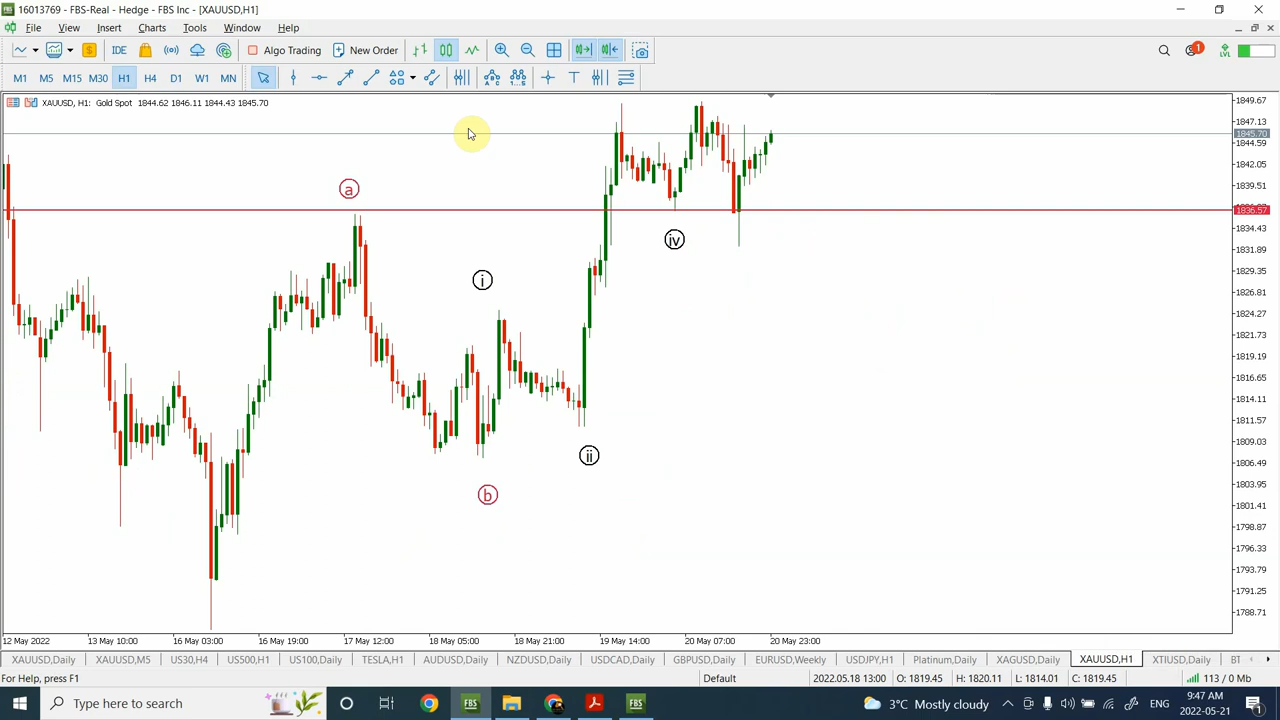 16013769 - FBS-Real - Hedge - FBS Inc - [XAUUSD,H1]
File View Insert Charts Tools Window Help
IDE Algo Trading New Order 1 LVL
M1 M5 M15 M30 H1 H4 D1 W1 MN
XAUUSD, H1: Gold Spot 1844.62 1846.11 1844.43 1845.70
1849.67
1847.13
1845.70
1844.59
1842.05
1839.51
1836.57
1834.43
1831.89
1829.35
1826.81
1824.27
1821.73
1819.19
1816.65
1814.11
1811.57
1809.03
1806.49
1803.95
1801.41
1798.87
1796.33
1793.79
1791.25
1788.71
a
iv
i
ii
b
12 May 2022 13 May 10:00 16 May 03:00 16 May 19:00 17 May 12:00 18 May 05:00 18 May 21:00 19 May 14:00 20 May 07:00 20 May 23:00
XAUUSD,Daily XAUUSD,M5 US30,H4 US500,H1 US100,Daily TESLA,H1 AUDUSD,Daily NZDUSD,Daily USDCAD,Daily GBPUSD,Daily EURUSD,Weekly USDJPY,H1 Platinum,Daily XAGUSD,Daily XAUUSD,H1 XTIUSD,Daily BT
For Help, press F1 Default 2022.05.18 13:00 O: 1819.45 H: 1820.11 L: 1814.01 C: 1819.45 113 / 0 Mb
Type here to search FBS FBS 3°C Mostly cloudy ENG 9:47 AM
2022-05-21 1